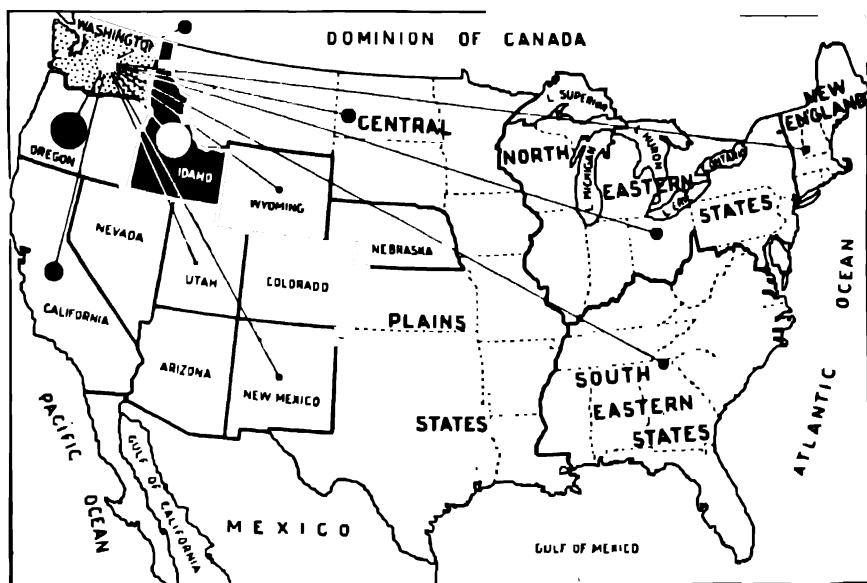 DOMINION OF CANADA
WASHINGTON
OREGON
IDAHO
WYOMING
NEVADA
UTAH
COLORADO
NEBRASKA
CALIFORNIA
ARIZONA
NEW MEXICO
CENTRAL
PLAINS
STATES
NORTH
EASTERN
STATES
L. SUPERIOR
L. MICHIGAN
HURON
L. ERIE
ONTARIO
NEW
ENGLAND
SOUTH
EASTERN
STATES
ATLANTIC
OCEAN
PACIFIC
OCEAN
GULF OF CALIFORNIA
MEXICO
GULF OF MEXICO